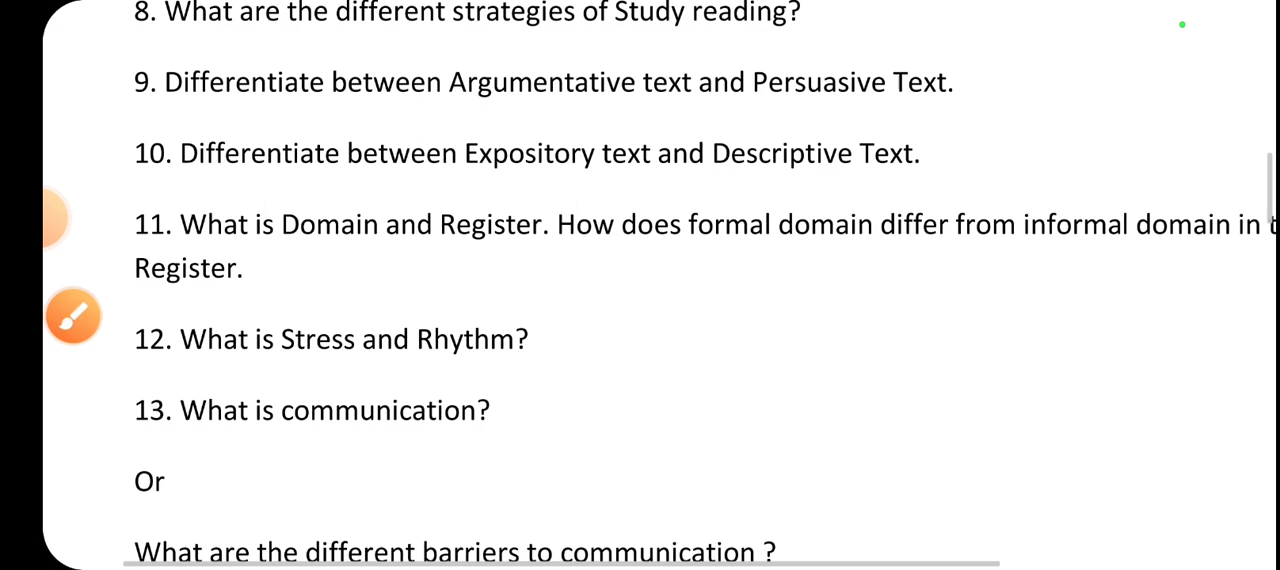 8. What are the different strategies of Study reading?
9. Differentiate between Argumentative text and Persuasive Text.
10. Differentiate between Expository text and Descriptive Text.
11. What is Domain and Register. How does formal domain differ from informal domain in
Register.
12. What is Stress and Rhythm?
13. What is communication?
Or
What are the different barriers to communication ?